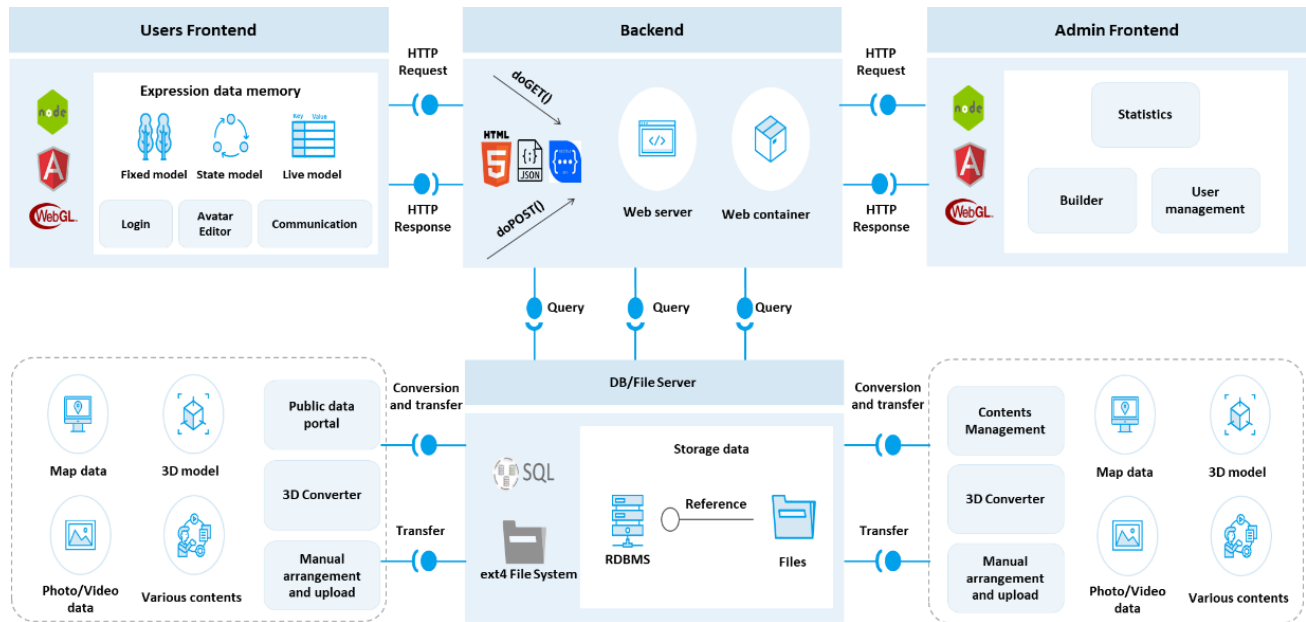 Users Frontend
Backend
Admin Frontend
node
WebGL
Expression data memory
Key Value
Fixed model
State model
Live model
Login
Avatar
Editor
Communication
HTTP
Request
HTTP
Response
doGET()
HTML
5
{;}
JSON
{•••}
doPOST()
</>
Web server
Web container
HTTP
Request
HTTP
Response
node
WebGL
Statistics
Builder
User
management
Query
Query
Query
Map data
3D model
Photo/Video
data
Various contents
Public data
portal
3D Converter
Manual
arrangement
and upload
Conversion
and transfer
Transfer
DB/File Server
SQL
ext4 File System
Storage data
RDBMS
Reference
Files
Conversion
and transfer
Transfer
Contents
Management
3D Converter
Manual
arrangement
and upload
Map data
3D model
Photo/Video
data
Various contents